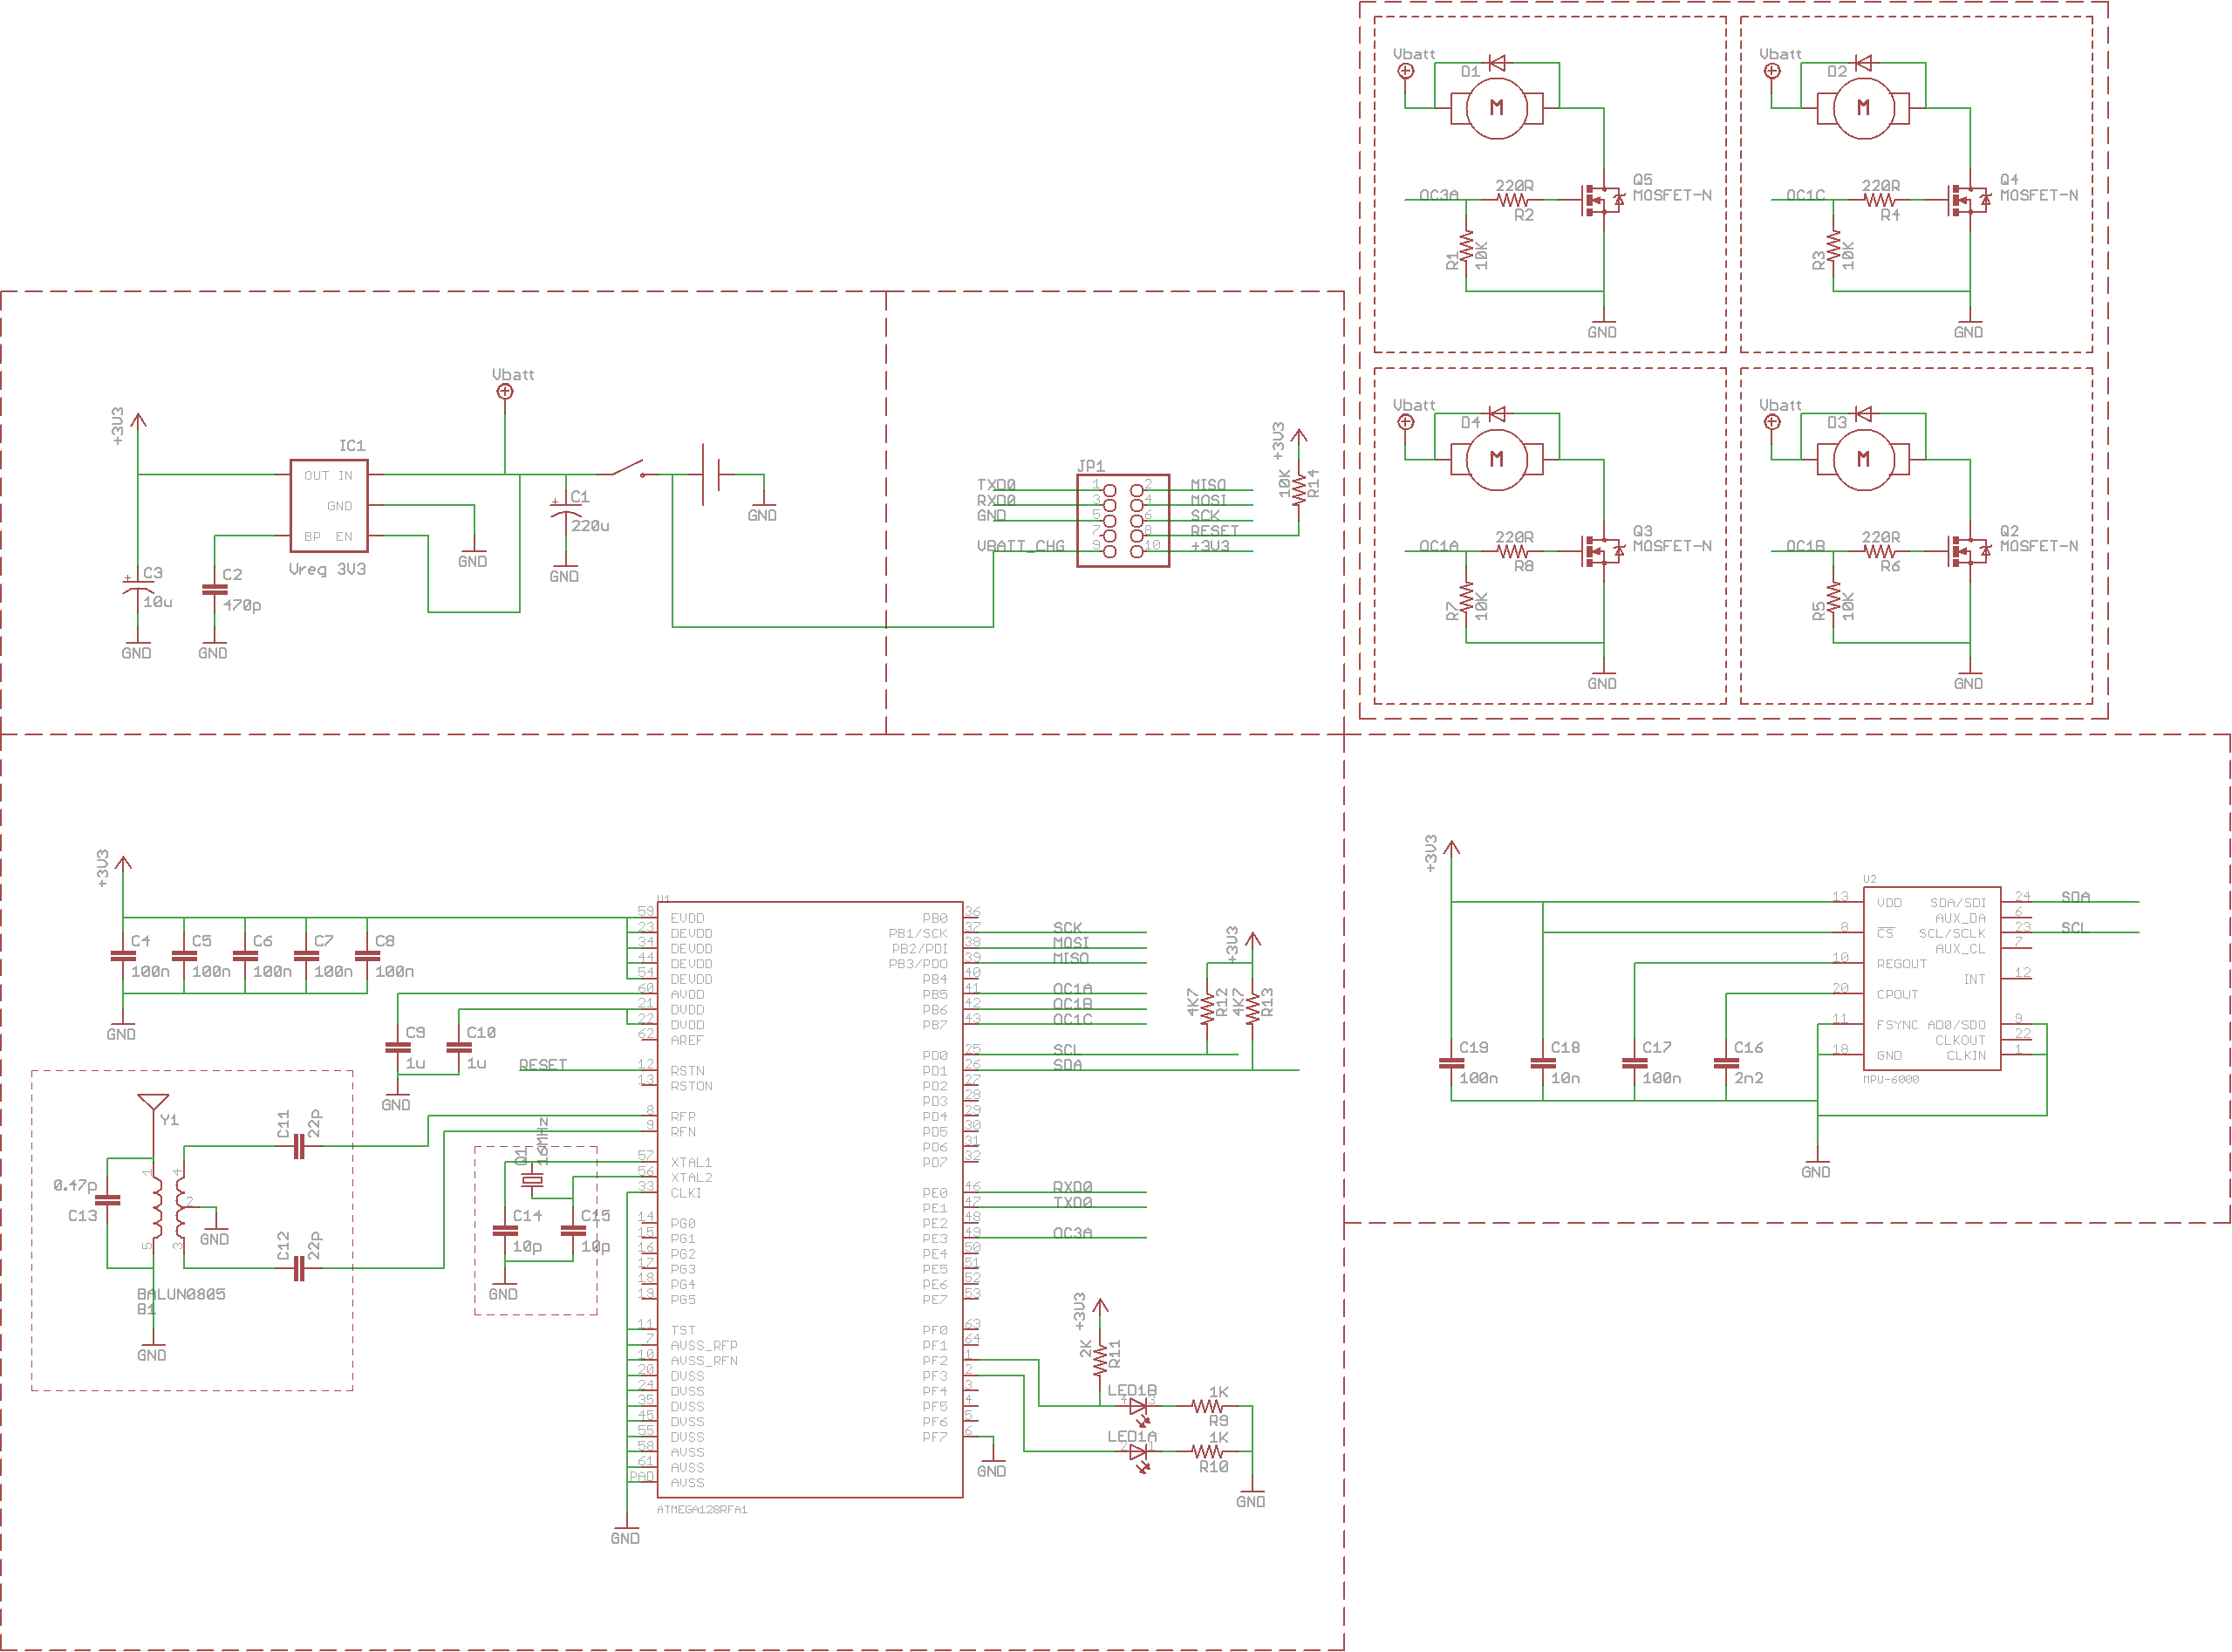 Vbatt
D1
M
OC3A
220R
R2
Q5
MOSFET-N
R1
10K
GND
Vbatt
D2
M
OC1C
220R
R4
Q4
MOSFET-N
R3
10K
GND
Vbatt
D4
M
OC1A
220R
R8
Q3
MOSFET-N
R7
10K
GND
Vbatt
D3
M
OC1B
220R
R6
Q2
MOSFET-N
R5
10K
GND
+3V3
Vbatt
IC1
OUT IN
GND
BP EN
Vreg 3V3
C3
10u
GND
C2
470p
GND
GND
C1
220u
GND
GND
JP1
TXD0 1 2 MISO
RXD0 3 4 MOSI
GND 5 6 SCK
7 8 RESET
VBATT_CHG 9 10 +3V3
+3V3
10K
R14
+3V3
C4
100n
C5
100n
C6
100n
C7
100n
C8
100n
GND
C9
1u
C10
1u
GND
RESET
Y1
C11
22p
0.47p
C13
1
4
2
5
3
GND
C12
22p
BALUN0805
B1
GND
Q1
16MHz
C14
10p
C15
10p
GND
U1
59 EVDD
23 DEVDD
34 DEVDD
44 DEVDD
54 DEVDD
60 AVDD
21 DVDD
22 DVDD
62 AREF
12 RSTN
13 RSTON
8 RFP
9 RFN
57 XTAL1
56 XTAL2
33 CLKI
14 PG0
15 PG1
16 PG2
17 PG3
18 PG4
19 PG5
11 TST
7 AVSS_RFP
10 AVSS_RFN
20 DVSS
24 DVSS
35 DVSS
45 DVSS
55 DVSS
58 AVSS
61 AVSS
PAD AVSS
ATMEGA128RFA1
GND
PB0 36
PB1/SCK 37 SCK
PB2/PDI 38 MOSI
PB3/PDO 39 MISO
PB4 40
PB5 41 OC1A
PB6 42 OC1B
PB7 43 OC1C
PD0 25 SCL
PD1 26 SDA
PD2 27
PD3 28
PD4 29
PD5 30
PD6 31
PD7 32
PE0 46 RXD0
PE1 47 TXD0
PE2 48
PE3 49 OC3A
PE4 50
PE5 51
PE6 52
PE7 53
PF0 63
PF1 64
PF2 1
PF3 2
PF4 3
PF5 4
PF6 5
PF7 6
GND
+3V3
4K7
R12
4K7
R13
+3V3
2K
R11
LED1B
4 3
1K
R9
LED1A
2 1
1K
R10
GND
+3V3
U2
13 VDD
8 CS
10 REGOUT
20 CPOUT
11 FSYNC
18 GND
SDA/SDI 24 SDA
AUX_DA 6
SCL/SCLK 23 SCL
AUX_CL 7
INT 12
AD0/SDO 9
CLKOUT 22
CLKIN 1
MPU-6000
C19
100n
C18
10n
C17
100n
C16
2n2
GND